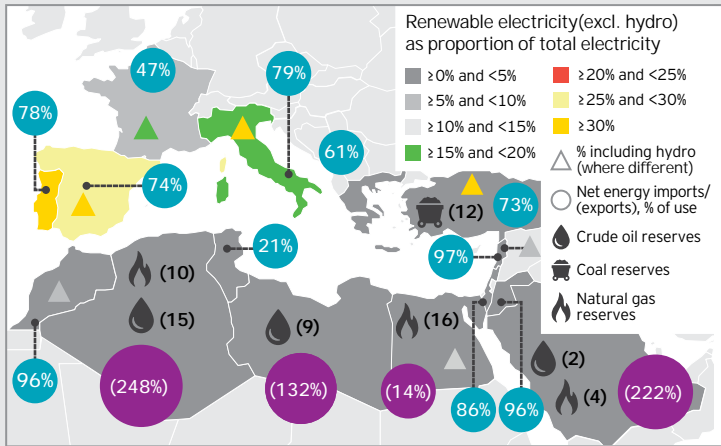 Renewable electricity(excl. hydro)
as proportion of total electricity
≥0% and <5%
≥5% and <10%
≥10% and <15%
≥15% and <20%
≥20% and <25%
≥25% and <30%
≥30%
% including hydro
(where different)
Net energy imports/
(exports), % of use
Crude oil reserves
Coal reserves
Natural gas
reserves
47%
79%
78%
61%
74%
(12)
73%
21%
97%
(10)
(15)
(9)
(16)
(2)
(4)
96%
(248%)
(132%)
(14%)
86%
96%
(222%)